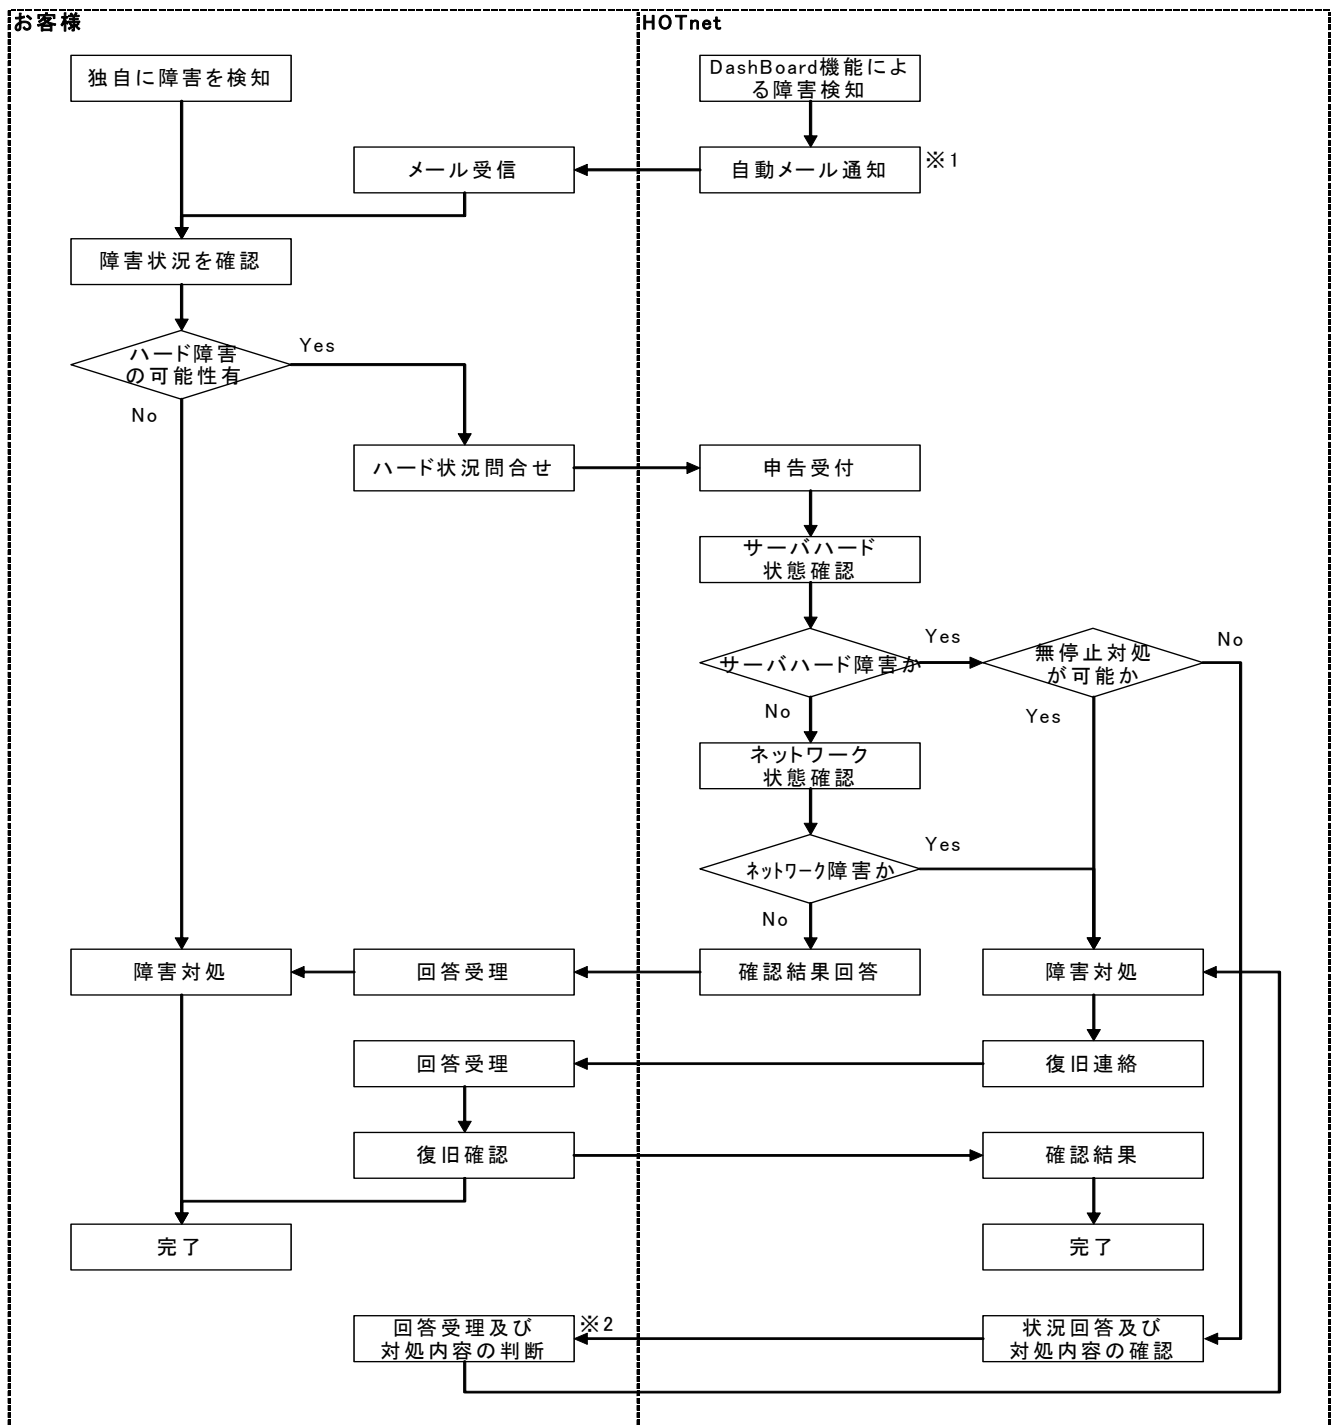 お客様
HOTnet
独自に障害を検知
DashBoard機能によ
る障害検知
メール受信
自動メール通知
※1
障害状況を確認
ハード障害
の可能性有
Yes
No
ハード状況問合せ
申告受付
サーバハード
状態確認
サーバハード障害か
Yes
無停止対処
が可能か
No
No
Yes
ネットワーク
状態確認
ネットワーク障害か
Yes
No
障害対処
回答受理
確認結果回答
障害対処
回答受理
復旧連絡
復旧確認
確認結果
完了
完了
回答受理及び
対処内容の判断
※2
状況回答及び
対処内容の確認